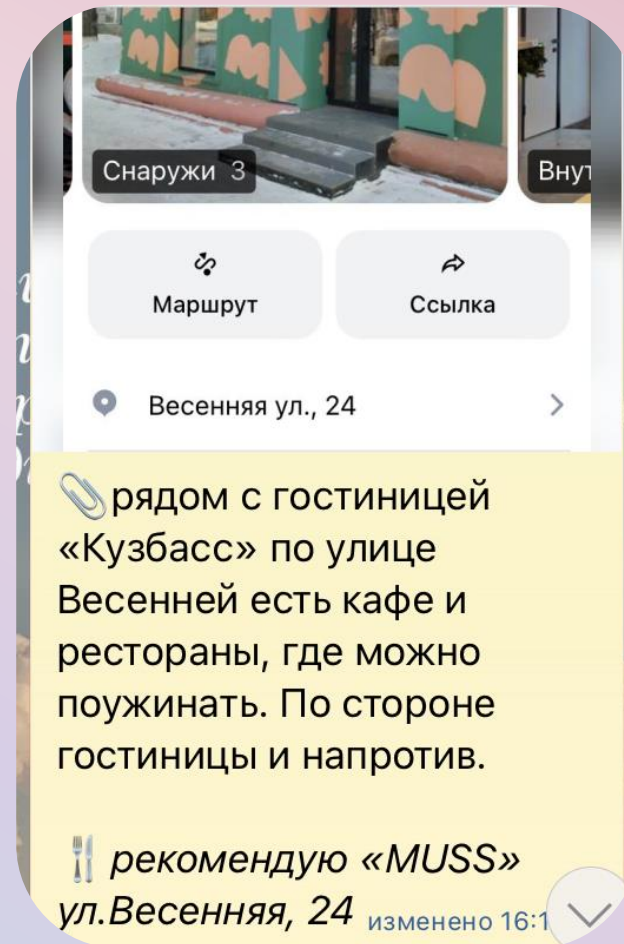 Снаружи 3
Маршрут
Ссылка
Весенняя ул., 24
📎рядом с гостиницей
«Кузбасс» по улице
Весенней есть кафе и
рестораны, где можно
поужинать. По стороне
гостиницы и напротив.
🍴 рекомендую «MUSS»
ул.Весенняя, 24 изменено